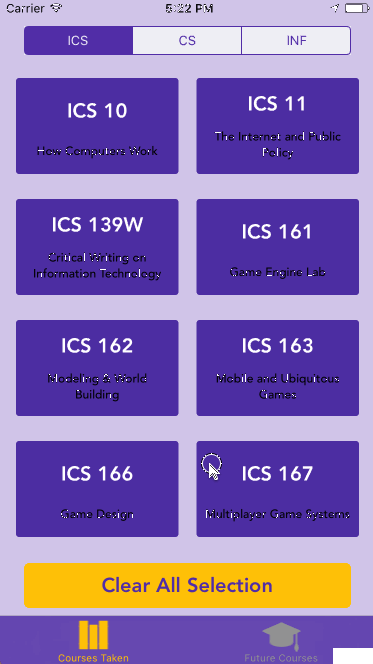 Carrier 5:22 PM
ICS CS INF
ICS 10
How Computers Work
ICS 11
The Internet and Public
Policy
ICS 139W
Critical Writing on
Information Technology
ICS 161
Game Engine Lab
ICS 162
Modeling & World
Building
ICS 163
Mobile and Ubiquitous
Games
ICS 166
Game Design
ICS 167
Multiplayer Game Systems
Clear All Selection
Courses Taken Future Courses